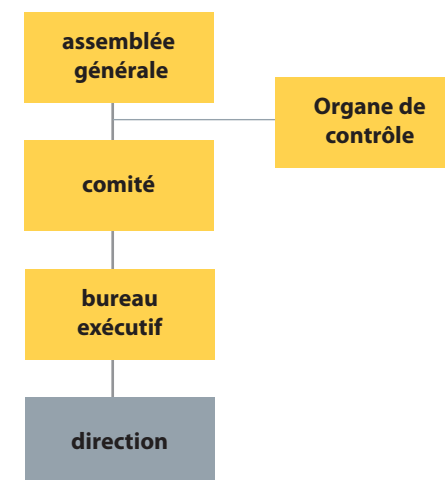 assemblée
générale
Organe de
contrôle
comité
bureau
exécutif
direction